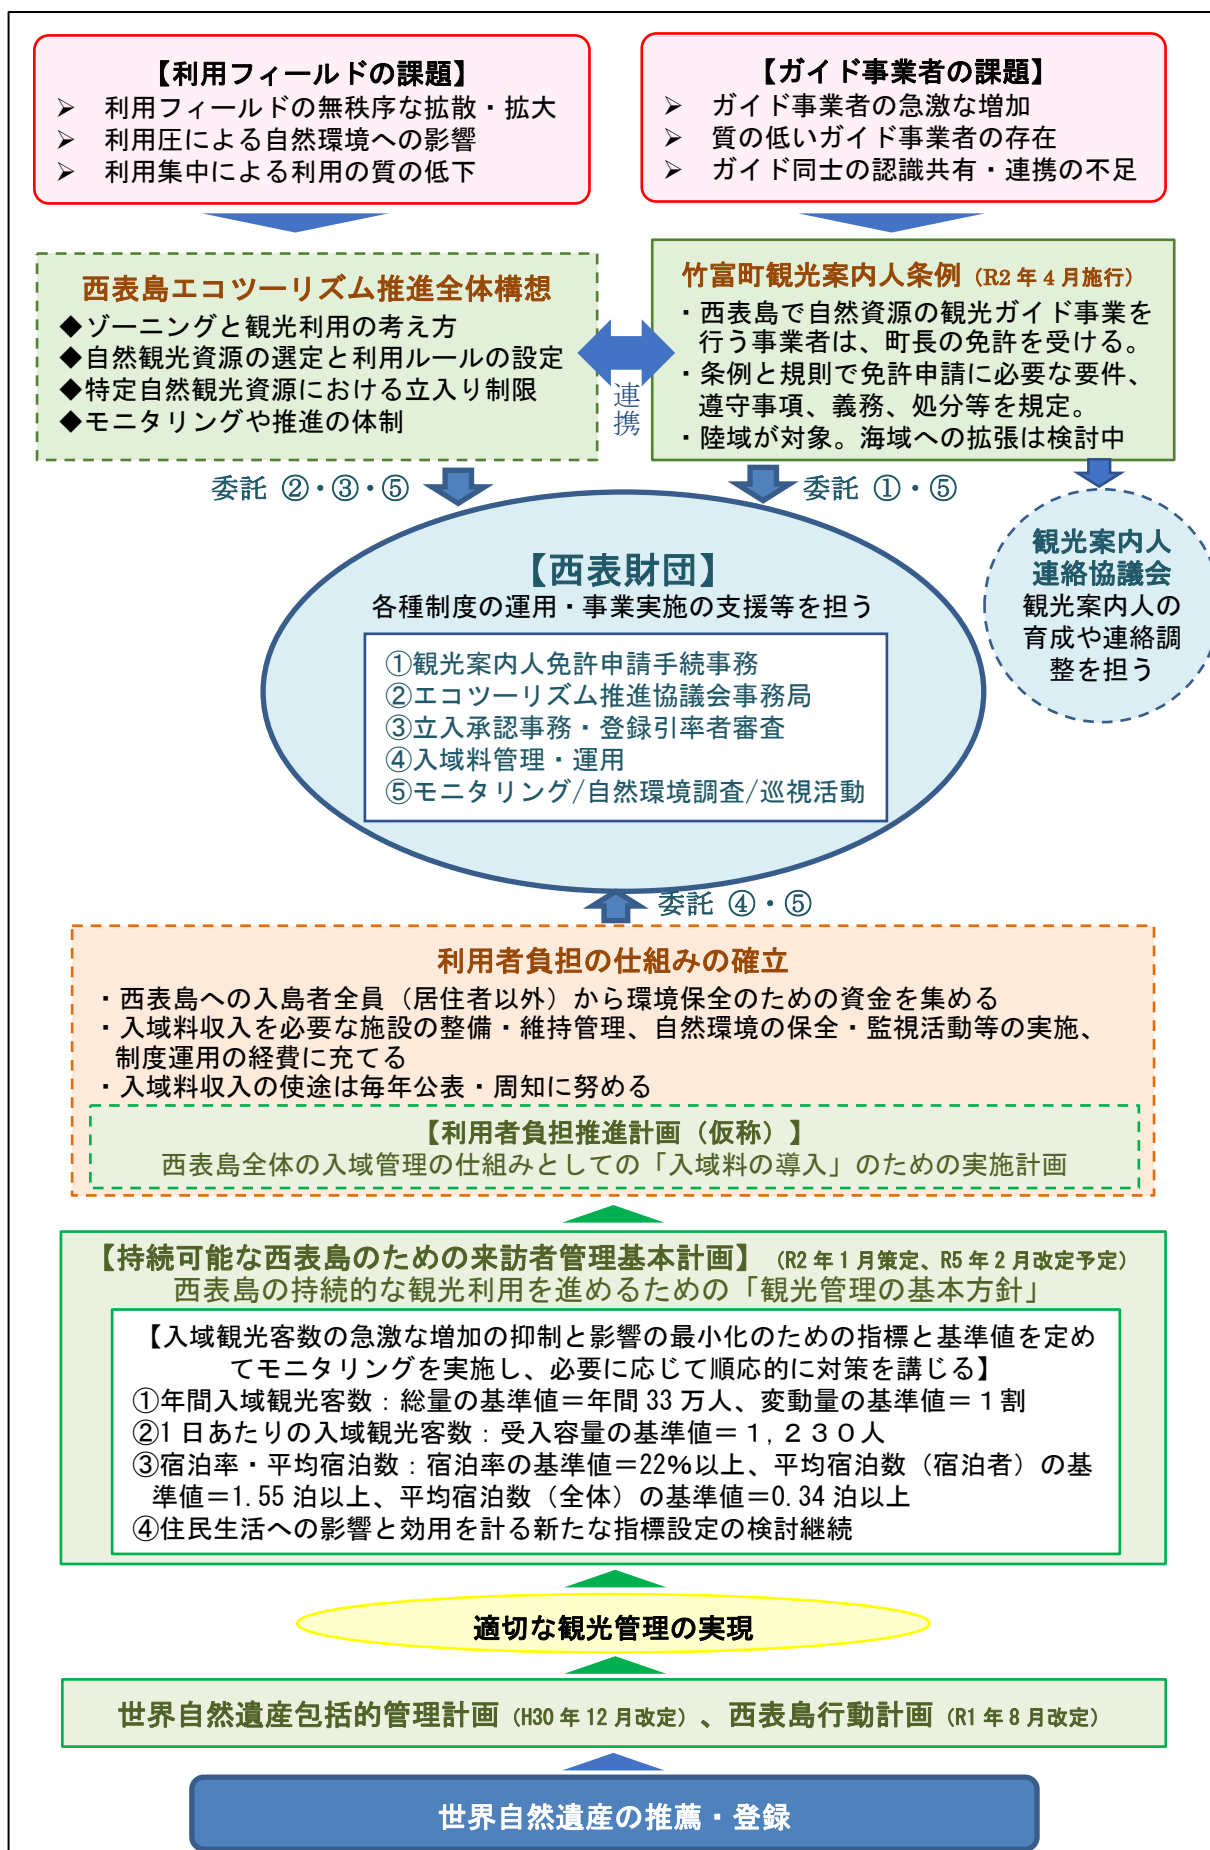 【利用フィールドの課題】
➢ 利用フィールドの無秩序な拡散・拡大
➢ 利用圧による自然環境への影響
➢ 利用集中による利用の質の低下
【ガイド事業者の課題】
➢ ガイド事業者の急激な増加
➢ 質の低いガイド事業者の存在
➢ ガイド同士の認識共有・連携の不足
西表島エコツーリズム推進全体構想
◆ゾーニングと観光利用の考え方
◆自然観光資源の選定と利用ルールの設定
◆特定自然観光資源における立入り制限
◆モニタリングや推進の体制
連携
竹富町観光案内人条例（R2 年 4 月施行）
・西表島で自然資源の観光ガイド事業を
行う事業者は、町長の免許を受ける。
・条例と規則で免許申請に必要な要件、
遵守事項、義務、処分等を規定。
・陸域が対象。海域への拡張は検討中
委託 ②・③・⑤
委託 ①・⑤
観光案内人
連絡協議会
観光案内人の
育成や連絡調
整を担う
【西表財団】
各種制度の運用・事業実施の支援等を担う
①観光案内人免許申請手続事務
②エコツーリズム推進協議会事務局
③立入承認事務・登録引率者審査
④入域料管理・運用
⑤モニタリング/自然環境調査/巡視活動
委託 ④・⑤
利用者負担の仕組みの確立
・西表島への入島者全員（居住者以外）から環境保全のための資金を集める
・入域料収入を必要な施設の整備・維持管理、自然環境の保全・監視活動等の実施、
制度運用の経費に充てる
・入域料収入の使途は毎年公表・周知に努める
【利用者負担推進計画（仮称）】
西表島全体の入域管理の仕組みとしての「入域料の導入」のための実施計画
【持続可能な西表島のための来訪者管理基本計画】（R2 年 1 月策定、R5 年 2 月改定予定）
西表島の持続的な観光利用を進めるための「観光管理の基本方針」
【入域観光客数の急激な増加の抑制と影響の最小化のための指標と基準値を定め
てモニタリングを実施し、必要に応じて順応的に対策を講じる】
①年間入域観光客数：総量の基準値＝年間 33 万人、変動量の基準値＝１割
②1 日あたりの入域観光客数：受入容量の基準値＝１，２３０人
③宿泊率・平均宿泊数：宿泊率の基準値＝22%以上、平均宿泊数（宿泊者）の基
準値＝1.55 泊以上、平均宿泊数（全体）の基準値＝0.34 泊以上
④住民生活への影響と効用を計る新たな指標設定の検討継続
適切な観光管理の実現
世界自然遺産包括的管理計画（H30 年 12 月改定）、西表島行動計画（R1 年 8 月改定）
世界自然遺産の推薦・登録